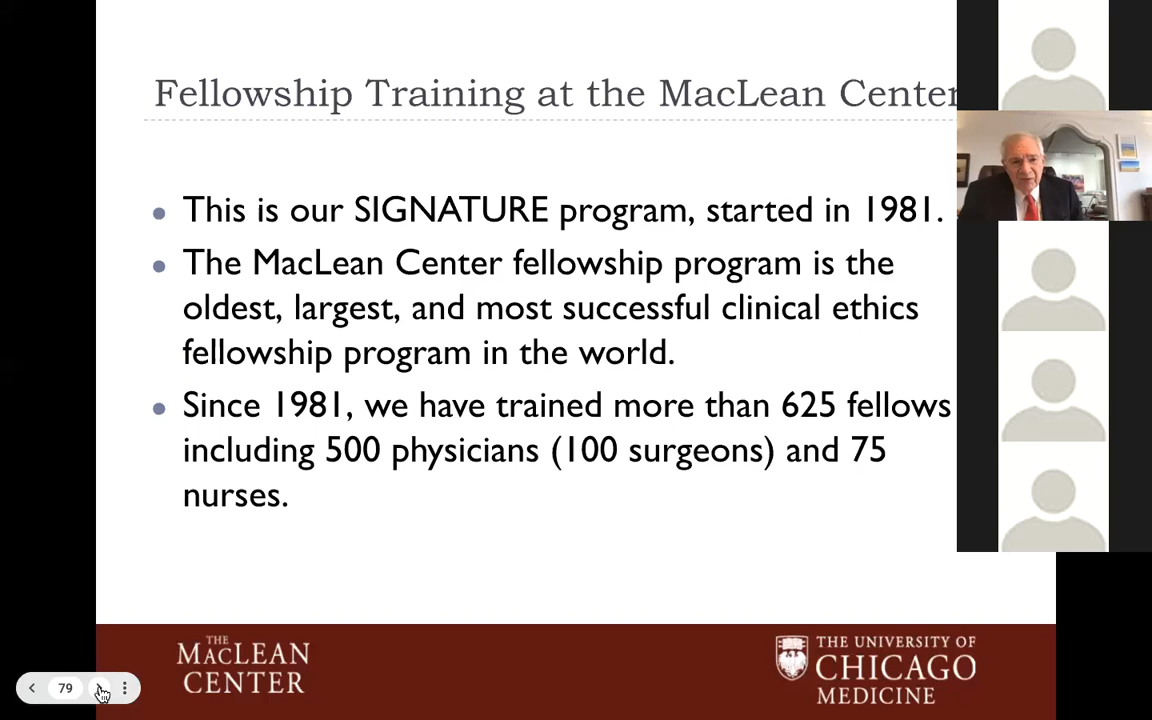 Fellowship Training at the MacLean Center
This is our SIGNATURE program, started in 1981.
The MacLean Center fellowship program is the
oldest, largest, and most successful clinical ethics
fellowship program in the world.
Since 1981, we have trained more than 625 fellows
including 500 physicians (100 surgeons) and 75
nurses.
THE
MACLEAN
CENTER
THE UNIVERSITY OF
CHICAGO
MEDICINE
79